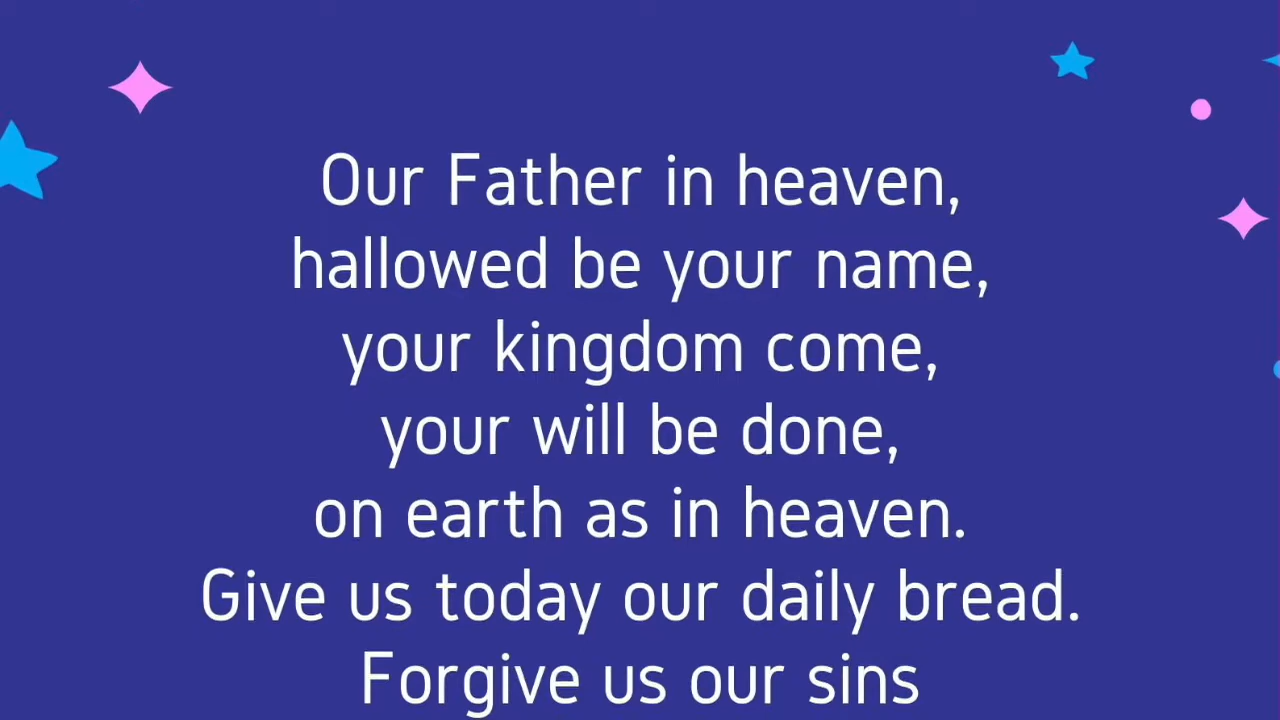 Our Father in heaven,
hallowed be your name,
your kingdom come,
your will be done,
on earth as in heaven.
Give us today our daily bread.
Forgive us our sins